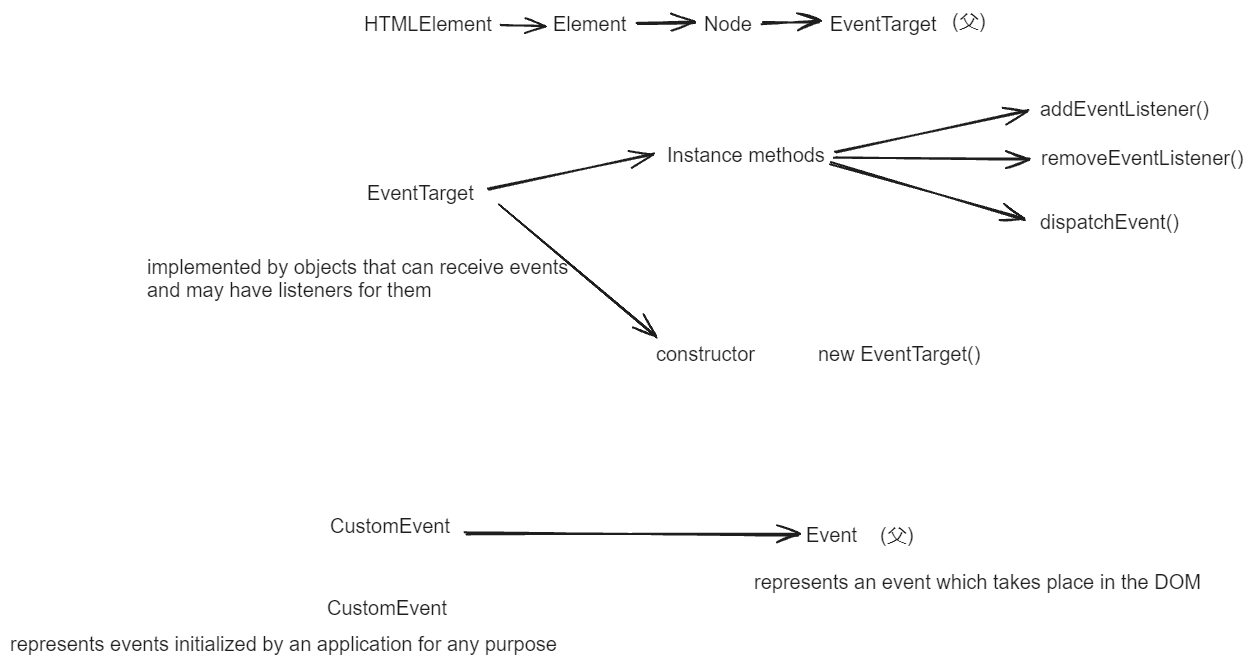 HTMLElement Element Node EventTarget (父)
addEventListener()
Instance methods
removeEventListener()
EventTarget
dispatchEvent()
implemented by objects that can receive events
and may have listeners for them
constructor new EventTarget()
CustomEvent
Event (父)
represents an event which takes place in the DOM
CustomEvent
represents events initialized by an application for any purpose